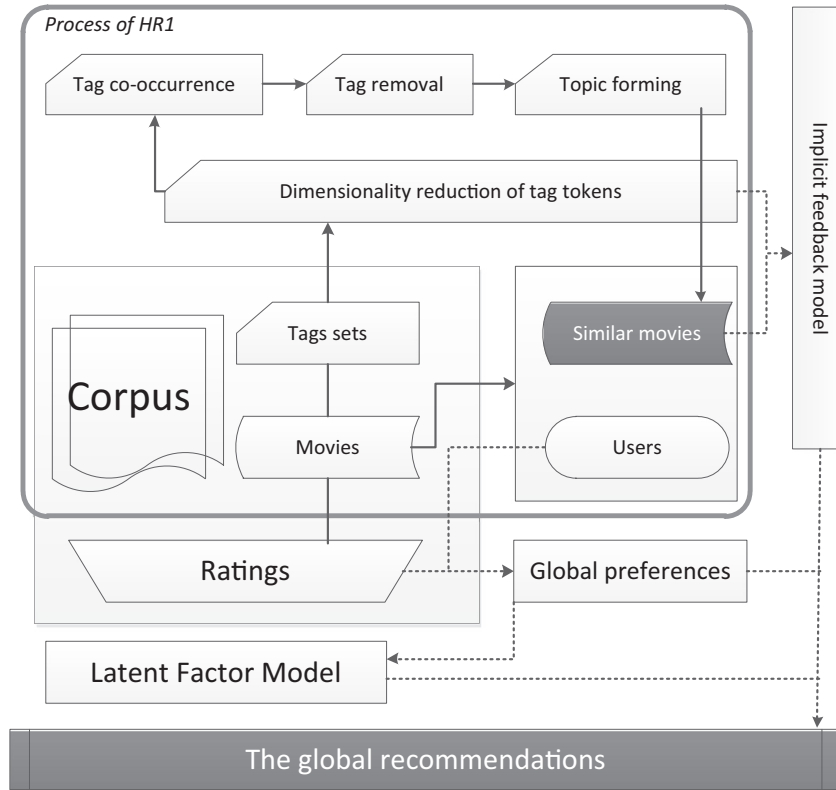 Process of HR1
Tag co-occurrence
Tag removal
Topic forming
Dimensionality reduction of tag tokens
Implicit feedback model
Tags sets
Similar movies
Corpus
Movies
Users
Ratings
Global preferences
Latent Factor Model
The global recommendations